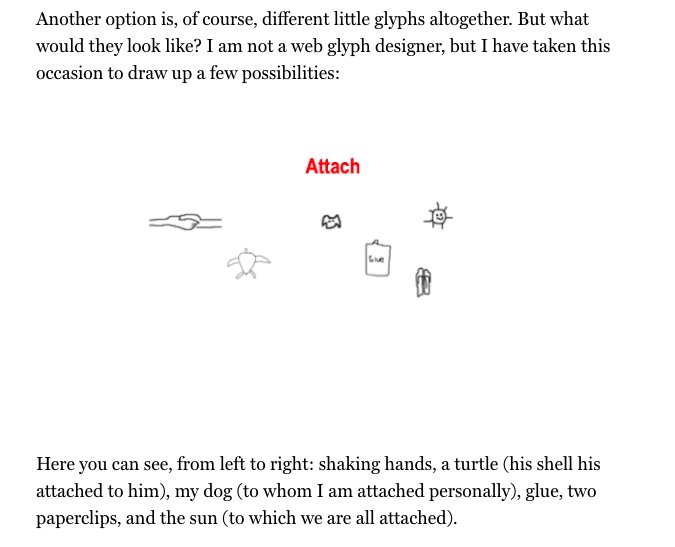 Another option is, of course, different little glyphs altogether. But what
would they look like? I am not a web glyph designer, but I have taken this
occasion to draw up a few possibilities:
Attach
Glue
Here you can see, from left to right: shaking hands, a turtle (his shell his
attached to him), my dog (to whom I am attached personally), glue, two
paperclips, and the sun (to which we are all attached).